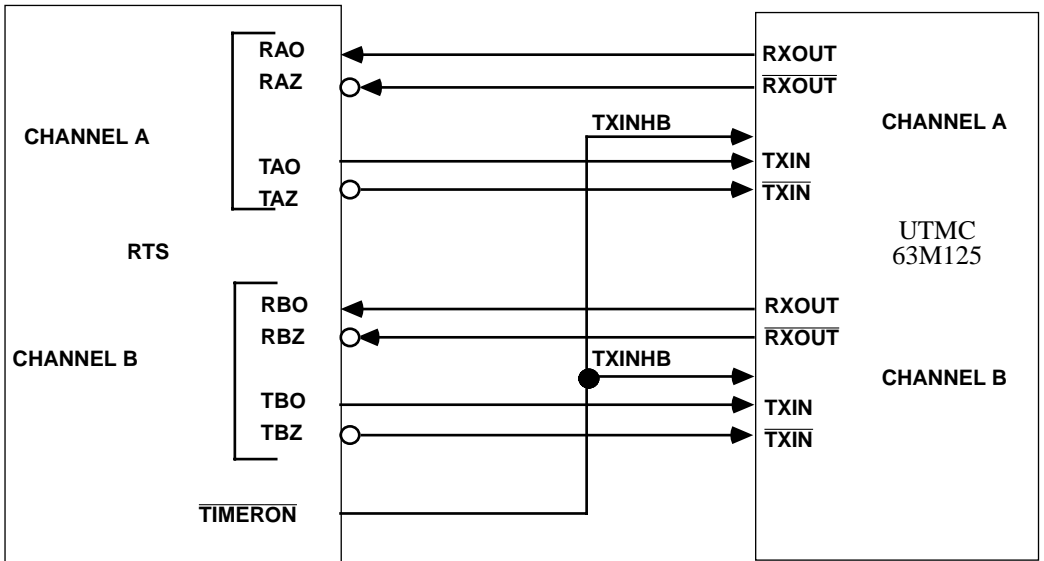 RAO
RAZ
CHANNEL A
TAO
TAZ
RTS
RBO
RBZ
CHANNEL B
TBO
TBZ
TIMERON
TXINHB
TXINHB
RXOUT
RXOUT
CHANNEL A
TXIN
TXIN
UTMC
63M125
RXOUT
RXOUT
CHANNEL B
TXIN
TXIN